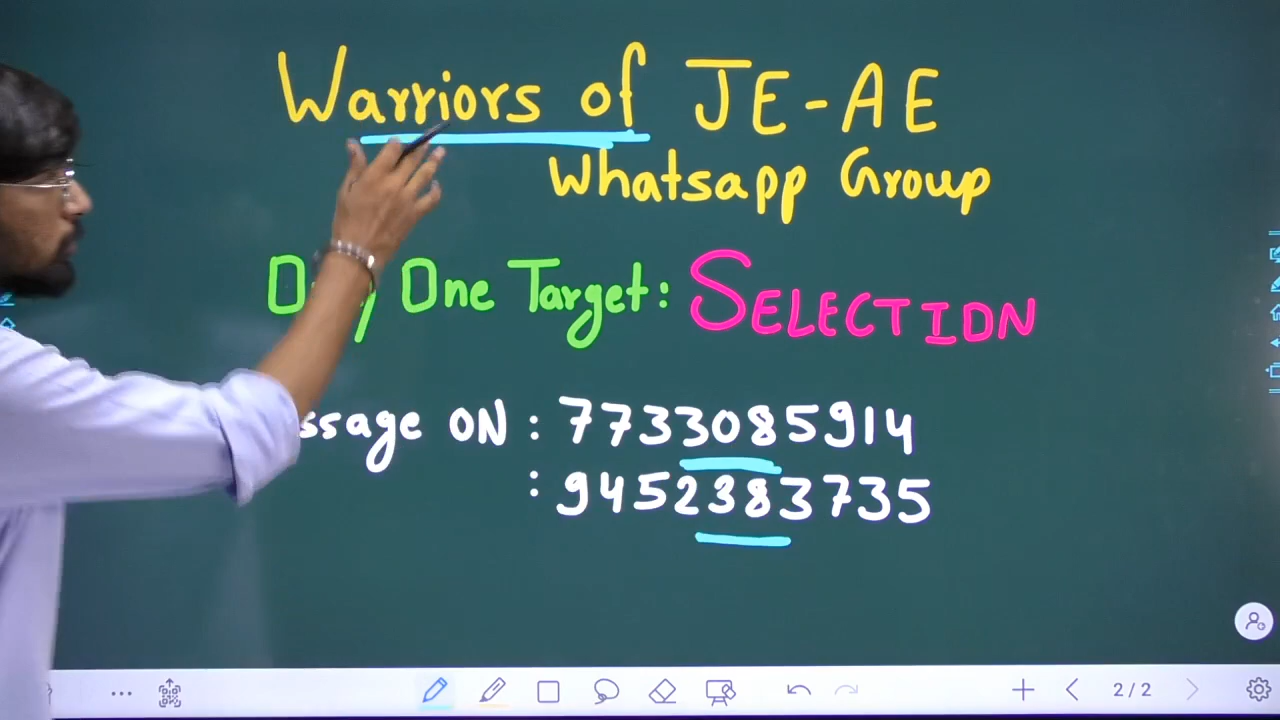 Warriors of JE-AE
Whatsapp Group
One Target: SELECTION
ON : 7733085914
: 9452383735
2/2